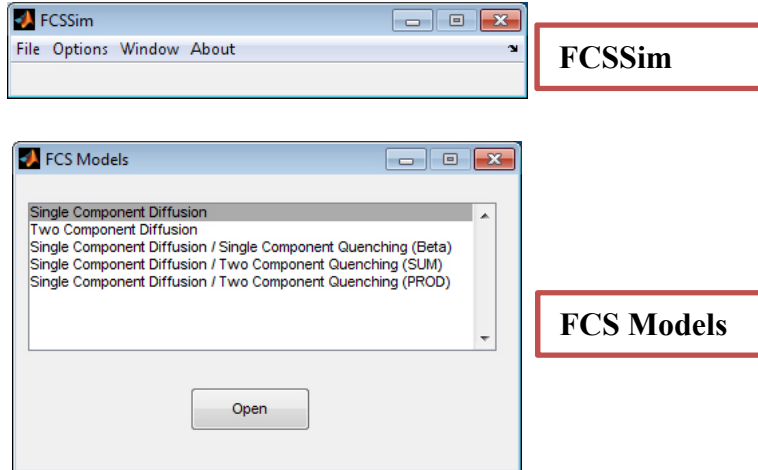 FCSSim
File Options Window About
FCSSim
FCS Models
Single Component Diffusion
Two Component Diffusion
Single Component Diffusion / Single Component Quenching (Beta)
Single Component Diffusion / Two Component Quenching (SUM)
Single Component Diffusion / Two Component Quenching (PROD)
FCS Models
Open